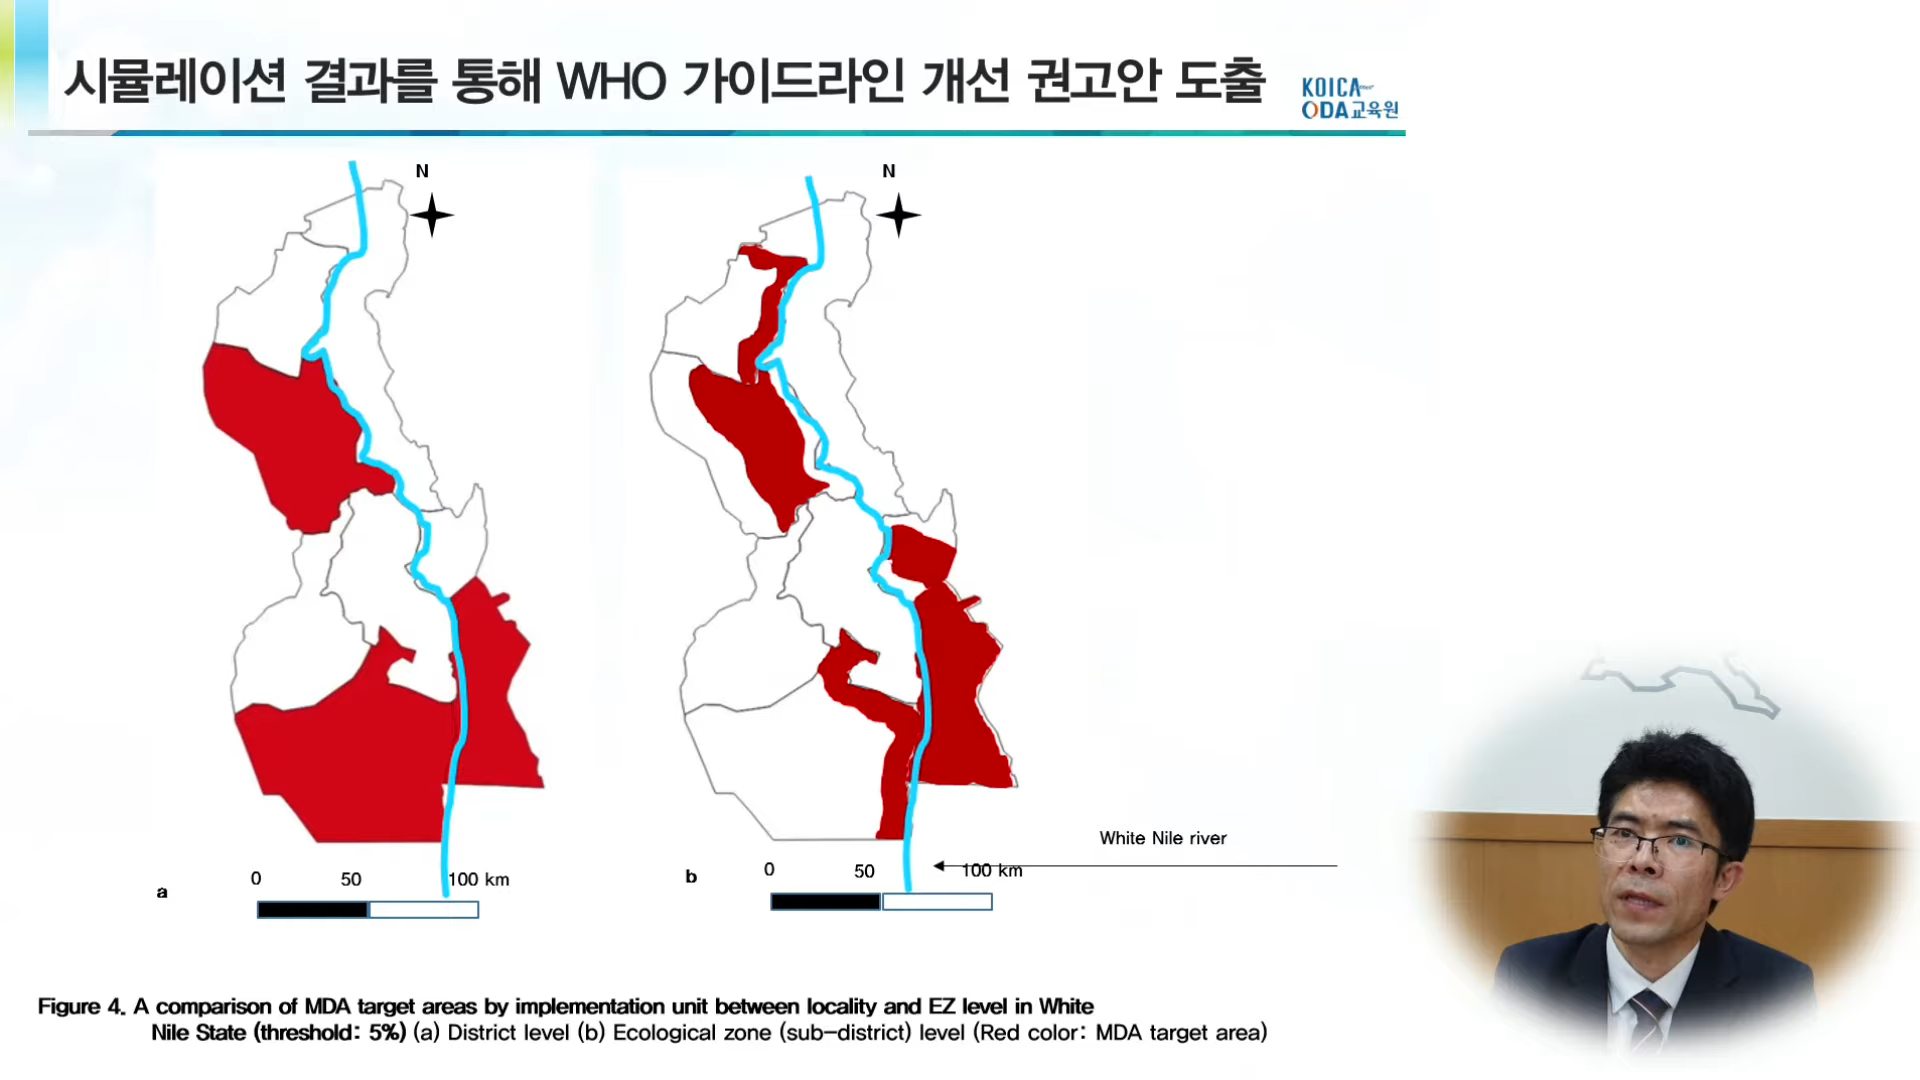 시뮬레이션 결과를 통해 WHO 가이드라인 개선 권고안 도출
KOICA
ODA교육원
N
N
White Nile river
0 50 100 km
0 50 100 km
a
b
Figure 4. A comparison of MDA target areas by implementation unit between locality and EZ level in White
Nile State (threshold: 5%) (a) District level (b) Ecological zone (sub-district) level (Red color: MDA target area)